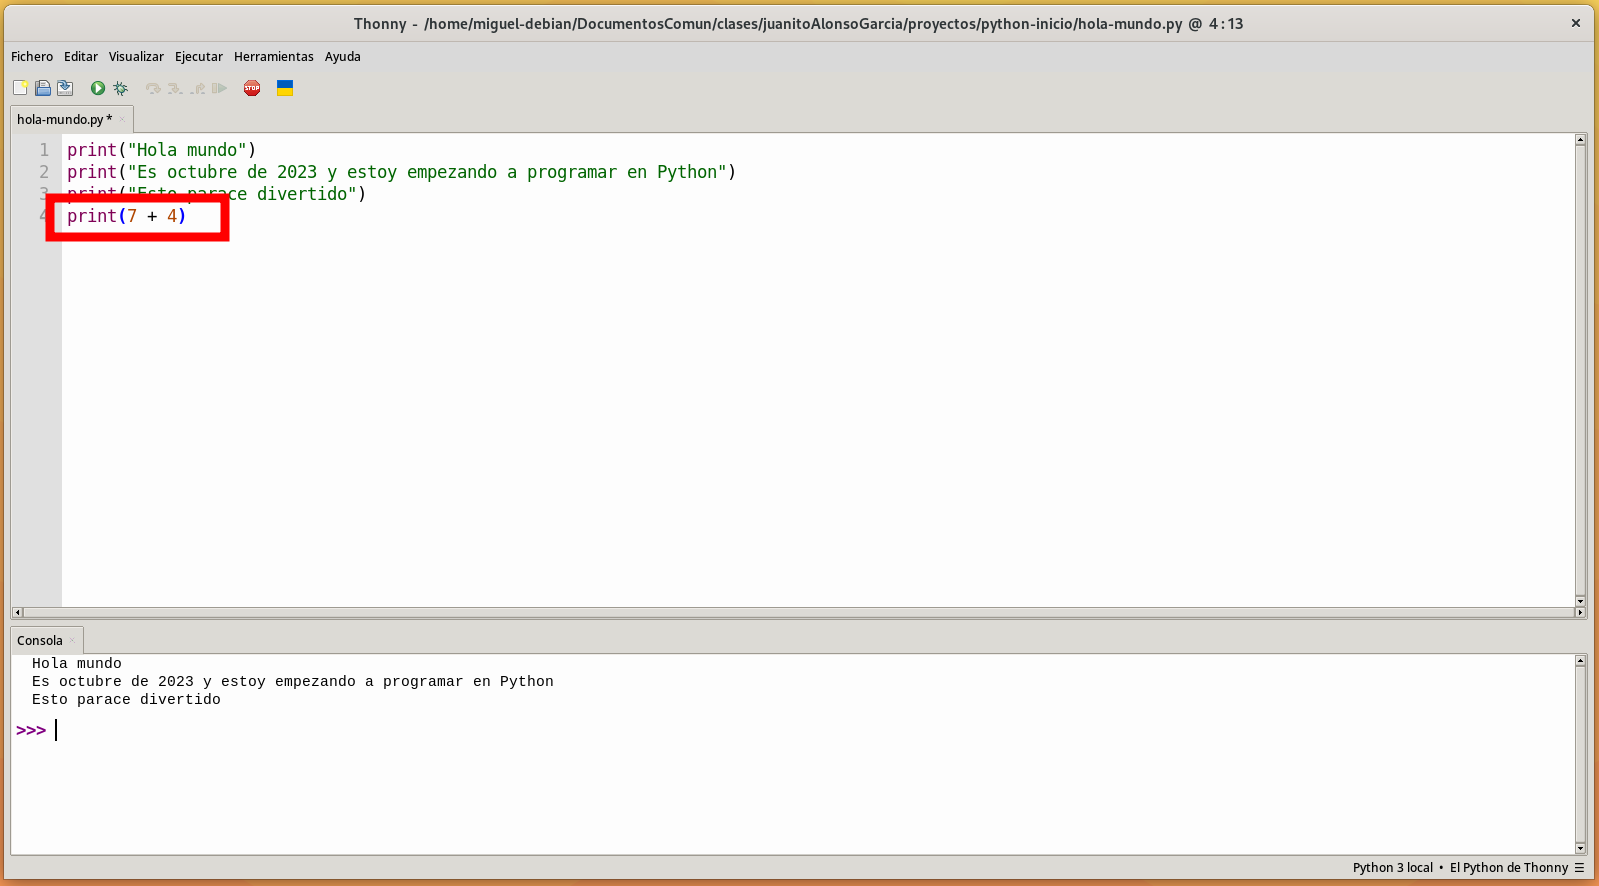 Thonny - /home/miguel-debian/DocumentosComun/clases/juanitoAlonsoGarcia/proyectos/python-inicio/hola-mundo.py @ 4:13
Fichero Editar Visualizar Ejecutar Herramientas Ayuda
STOP
hola-mundo.py *
1 print("Hola mundo")
2 print("Es octubre de 2023 y estoy empezando a programar en Python")
3 print("Esto parace divertido")
4 print(7 + 4)
Consola
Hola mundo
Es octubre de 2023 y estoy empezando a programar en Python
Esto parace divertido
>>>
Python 3 local • El Python de Thonny ☰